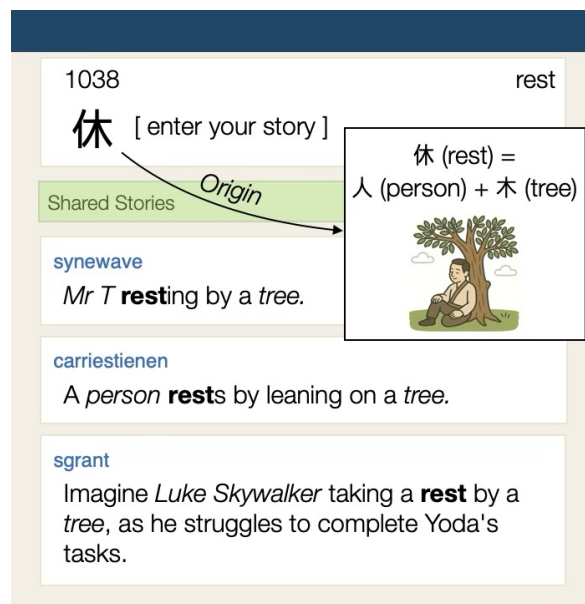 1038
rest
休 [ enter your story ]
休 (rest) =
人 (person) + 木 (tree)
Origin
Shared Stories
synewave
Mr T resting by a tree.
carriestienen
A person rests by leaning on a tree.
sgrant
Imagine Luke Skywalker taking a rest by a
tree, as he struggles to complete Yoda's
tasks.